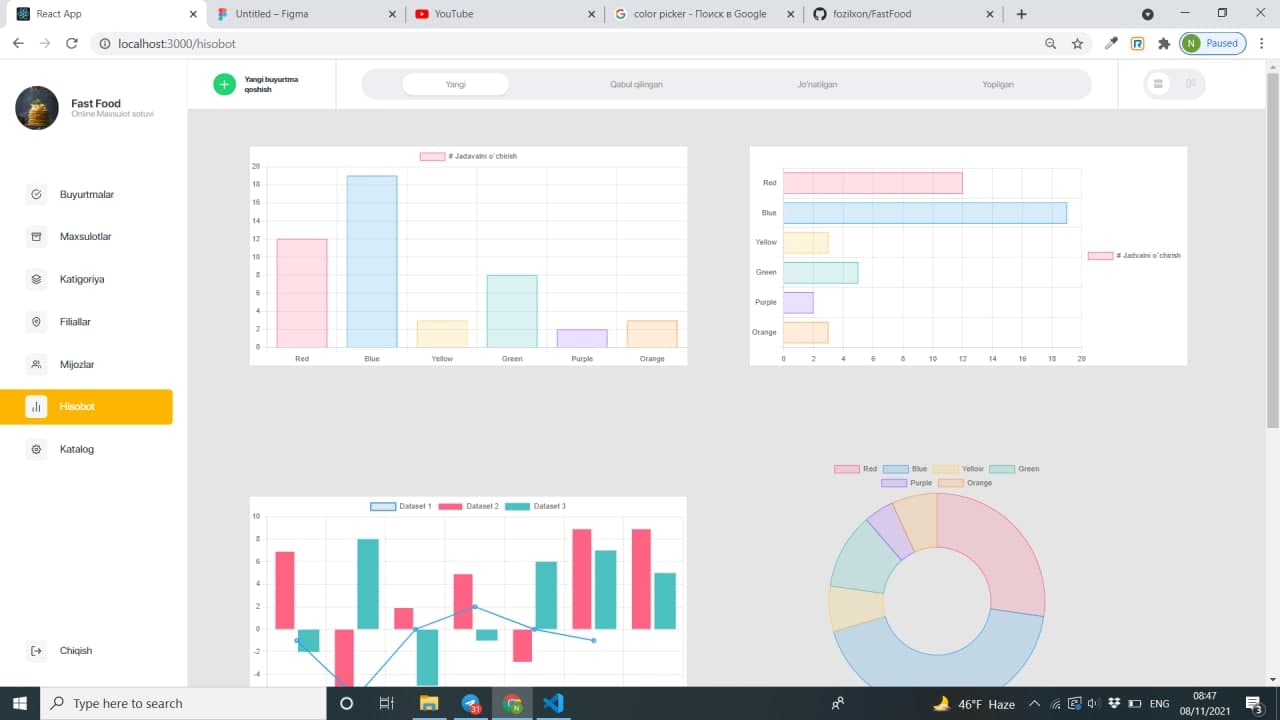 React App
Untitled – Figma
YouTube
color picker - Поиск в Google
fozilkon/FastFood
localhost:3000/hisobot
N
Paused
Fast Food
Online Maxsulot sotuvi
Yangi buyurtma
qoshish
Yangi
Qabul qilingan
Jo'natilgan
Yopligan
Buyurtmalar
Maxsulotlar
Katigoriya
Filiallar
Mijozlar
Hisobot
Katalog
Chiqish
# Jadavalni o`chirish
20
18
16
14
12
10
8
6
4
2
0
Red Blue Yellow Green Purple Orange
Red
Blue
Yellow
Green
Purple
Orange
0 2 4 6 8 10 12 14 16 18 20
# Jadvalni o`chirish
Dataset 1 Dataset 2 Dataset 3
10
8
6
4
2
0
-2
-4
Red Blue Yellow Green
Purple Orange
Type here to search
31
N
46°F Haze
ENG
08:47
08/11/2021
3